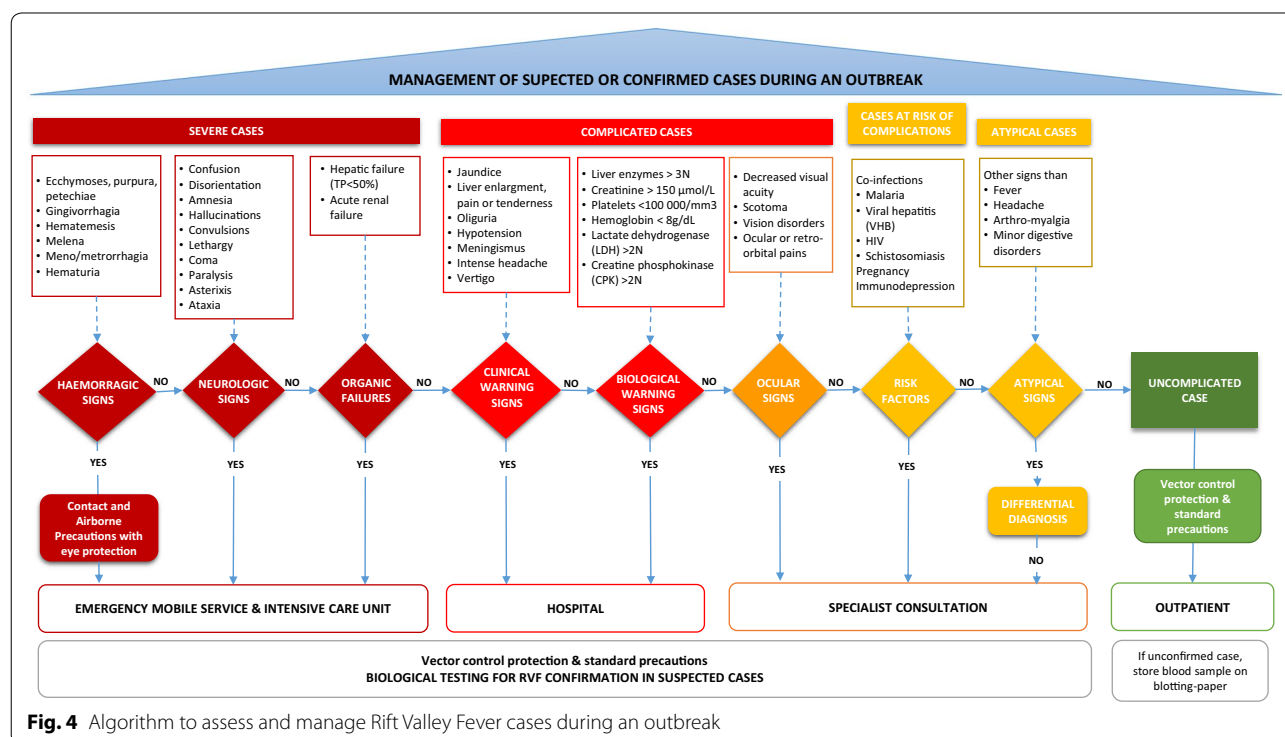 MANAGEMENT OF SUPECTED OR CONFIRMED CASES DURING AN OUTBREAK
SEVERE CASES
COMPLICATED CASES
CASES AT RISK OF
COMPLICATIONS
ATYPICAL CASES
• Ecchymoses, purpura,
petechiae
• Gingivorrhagia
• Hematemesis
• Melena
• Meno/metrorrhagia
• Hematuria
• Confusion
• Disorientation
• Amnesia
• Hallucinations
• Convulsions
• Lethargy
• Coma
• Paralysis
• Asterixis
• Ataxia
• Hepatic failure
(TP<50%)
• Acute renal
failure
• Jaundice
• Liver enlargment,
pain or tenderness
• Oliguria
• Hypotension
• Meningismus
• Intense headache
• Vertigo
• Liver enzymes > 3N
• Creatinine > 150 µmol/L
• Platelets <100 000/mm3
• Hemoglobin < 8g/dL
• Lactate dehydrogenase
(LDH) >2N
• Creatine phosphokinase
(CPK) >2N
• Decreased visual
acuity
• Scotoma
• Vision disorders
• Ocular or retro-
orbital pains
Co-infections
• Malaria
• Viral hepatitis
(VHB)
• HIV
• Schistosomiasis
Pregnancy
Immunodepression
Other signs than
• Fever
• Headache
• Arthro-myalgia
• Minor digestive
disorders
HAEMORRAGIC
SIGNS
NO
NEUROLOGIC
SIGNS
NO
ORGANIC
FAILURES
NO
CLINICAL
WARNING
SIGNS
NO
BIOLOGICAL
WARNING
SIGNS
NO
OCULAR
SIGNS
NO
RISK
FACTORS
NO
ATYPICAL
SIGNS
NO
UNCOMPLICATED
CASE
YES
YES
YES
YES
YES
YES
YES
YES
Contact and
Airborne
Precautions with
eye protection
DIFFERENTIAL
DIAGNOSIS
NO
Vector control
protection &
standard
precautions
EMERGENCY MOBILE SERVICE & INTENSIVE CARE UNIT
HOSPITAL
SPECIALIST CONSULTATION
OUTPATIENT
Vector control protection & standard precautions
BIOLOGICAL TESTING FOR RVF CONFIRMATION IN SUSPECTED CASES
If unconfirmed case,
store blood sample on
blotting-paper
Fig. 4 Algorithm to assess and manage Rift Valley Fever cases during an outbreak